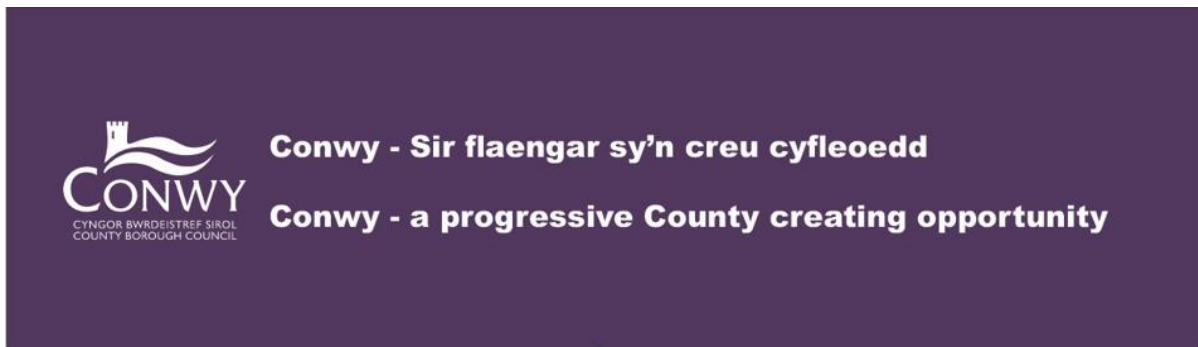 CONWY
CYNGOR BWRDEISTREF SIROL
COUNTY BOROUGH COUNCIL
Conwy - Sir flaengar sy'n creu cyfleoedd
Conwy - a progressive County creating opportunity